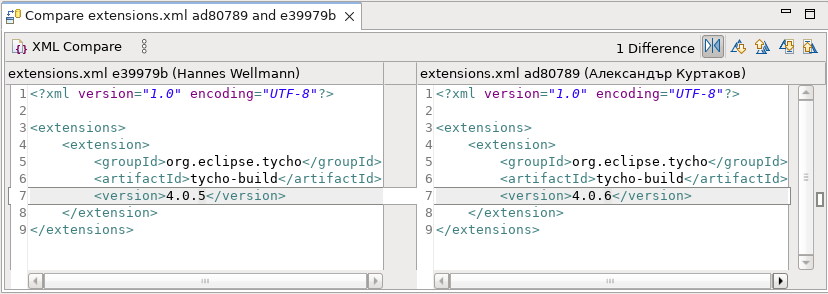 Compare extensions.xml ad80789 and e39979b
XML Compare
1 Difference
extensions.xml e39979b (Hannes Wellmann)
1 <?xml version="1.0" encoding="UTF-8"?>
2
3 <extensions>
4 <extension>
5 <groupId>org.eclipse.tycho</groupId>
6 <artifactId>tycho-build</artifactId>
7 <version>4.0.5</version>
8 </extension>
9 </extensions>
extensions.xml ad80789 (Александър Куртаков)
1 <?xml version="1.0" encoding="UTF-8"?>
2
3 <extensions>
4 <extension>
5 <groupId>org.eclipse.tycho</groupId>
6 <artifactId>tycho-build</artifactId>
7 <version>4.0.6</version>
8 </extension>
9 </extensions>